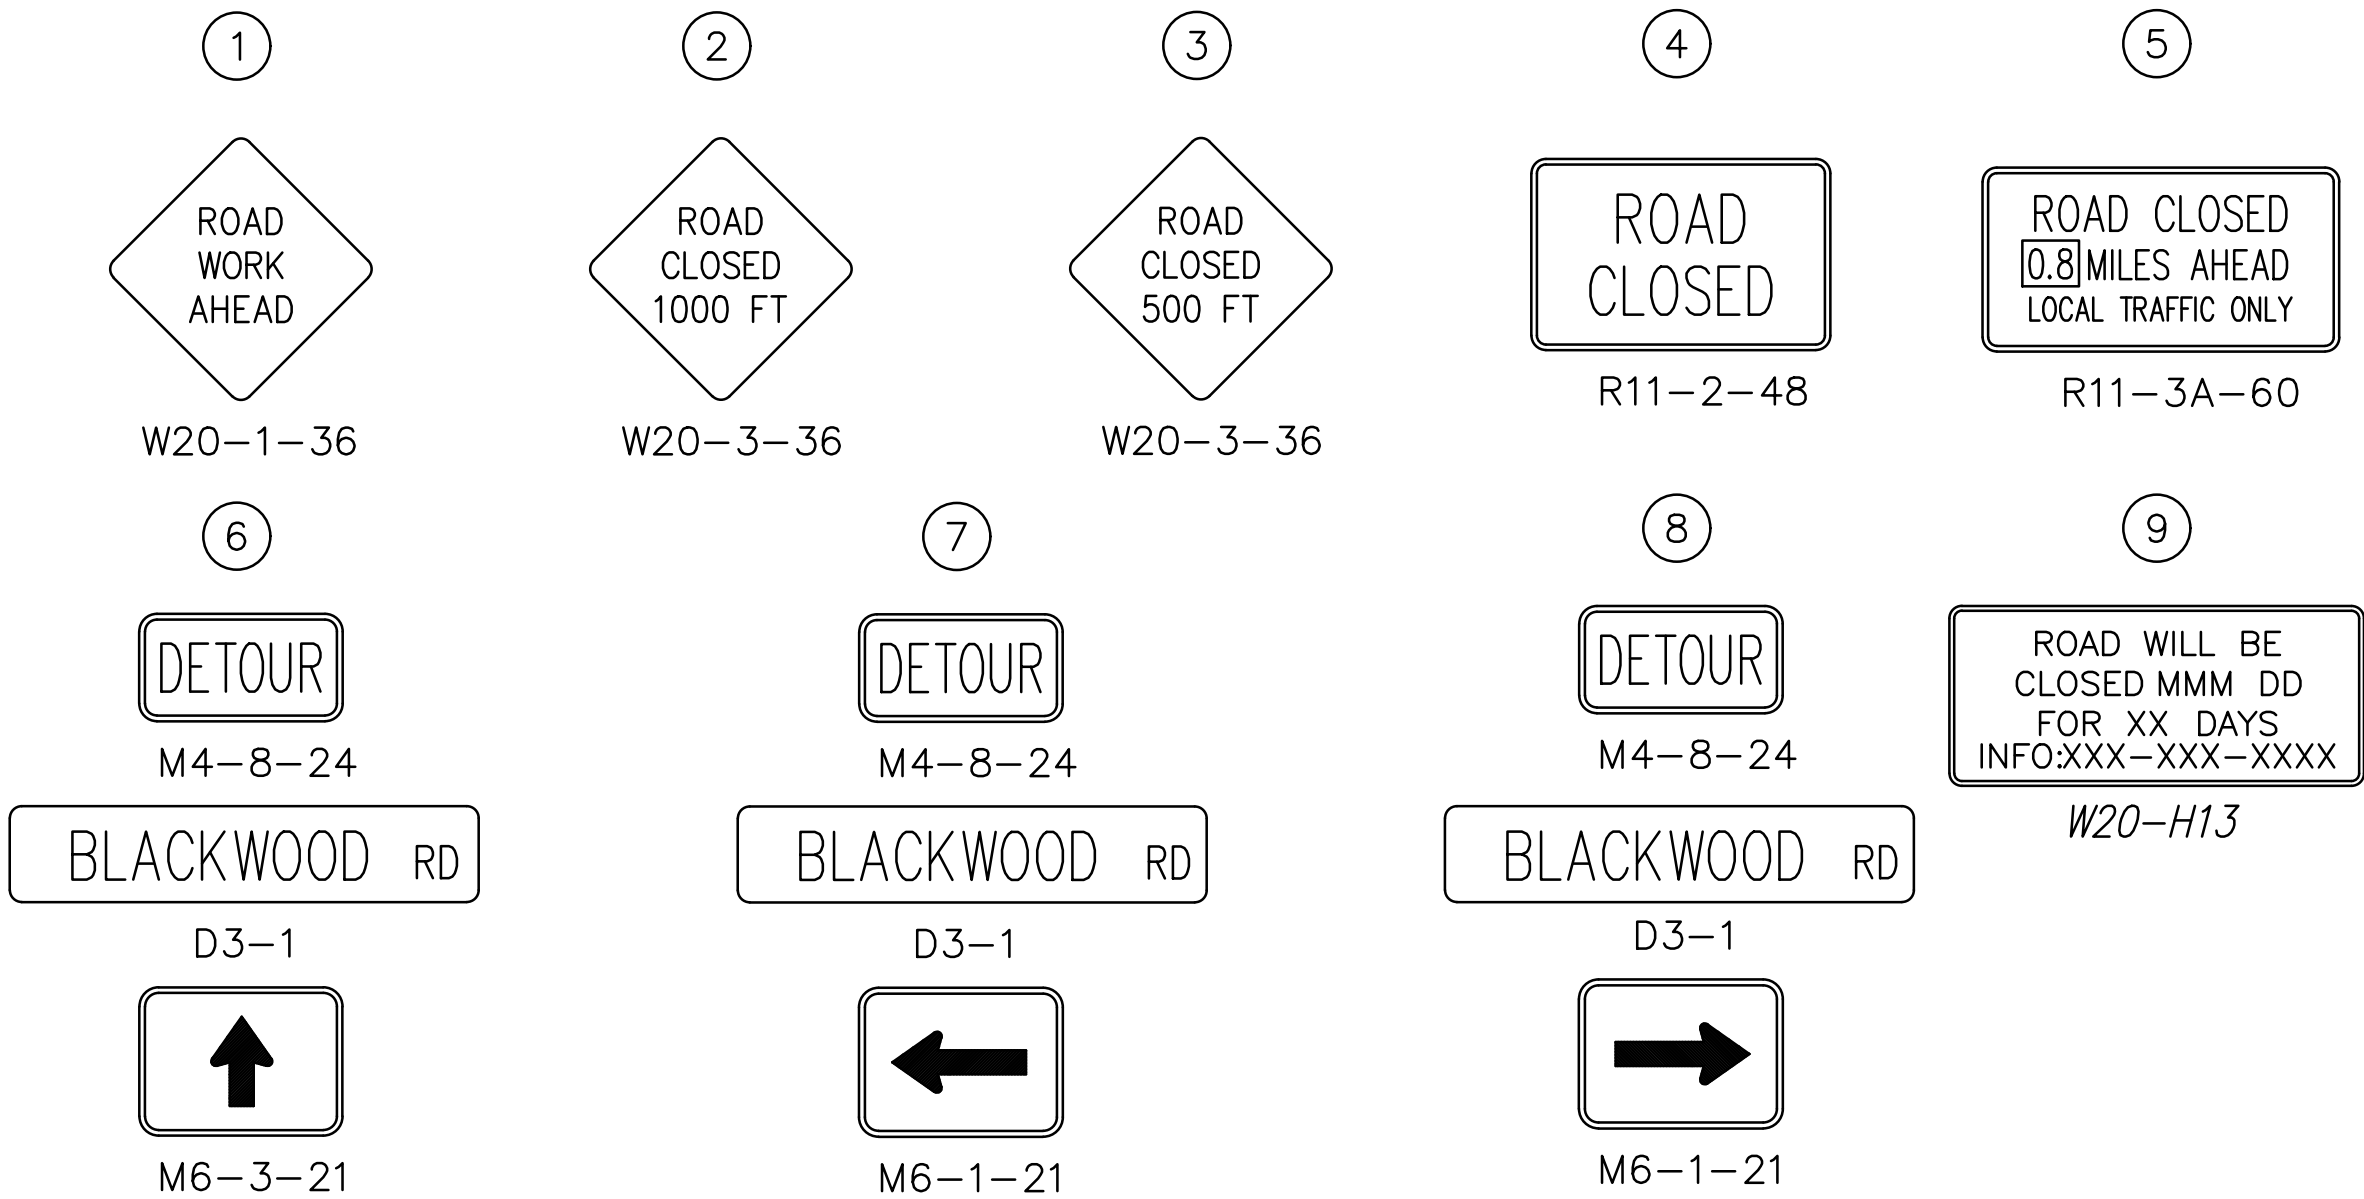 1
ROAD
WORK
AHEAD
W20-1-36
2
ROAD
CLOSED
1000 FT
W20-3-36
3
ROAD
CLOSED
500 FT
W20-3-36
4
ROAD
CLOSED
R11-2-48
5
ROAD CLOSED
0.8 MILES AHEAD
LOCAL TRAFFIC ONLY
R11-3A-60
6
DETOUR
M4-8-24
BLACKWOOD RD
D3-1
M6-3-21
7
DETOUR
M4-8-24
BLACKWOOD RD
D3-1
M6-1-21
8
DETOUR
M4-8-24
BLACKWOOD RD
D3-1
M6-1-21
9
ROAD WILL BE
CLOSED MMM DD
FOR XX DAYS
INFO:XXX-XXX-XXXX
W20-H13